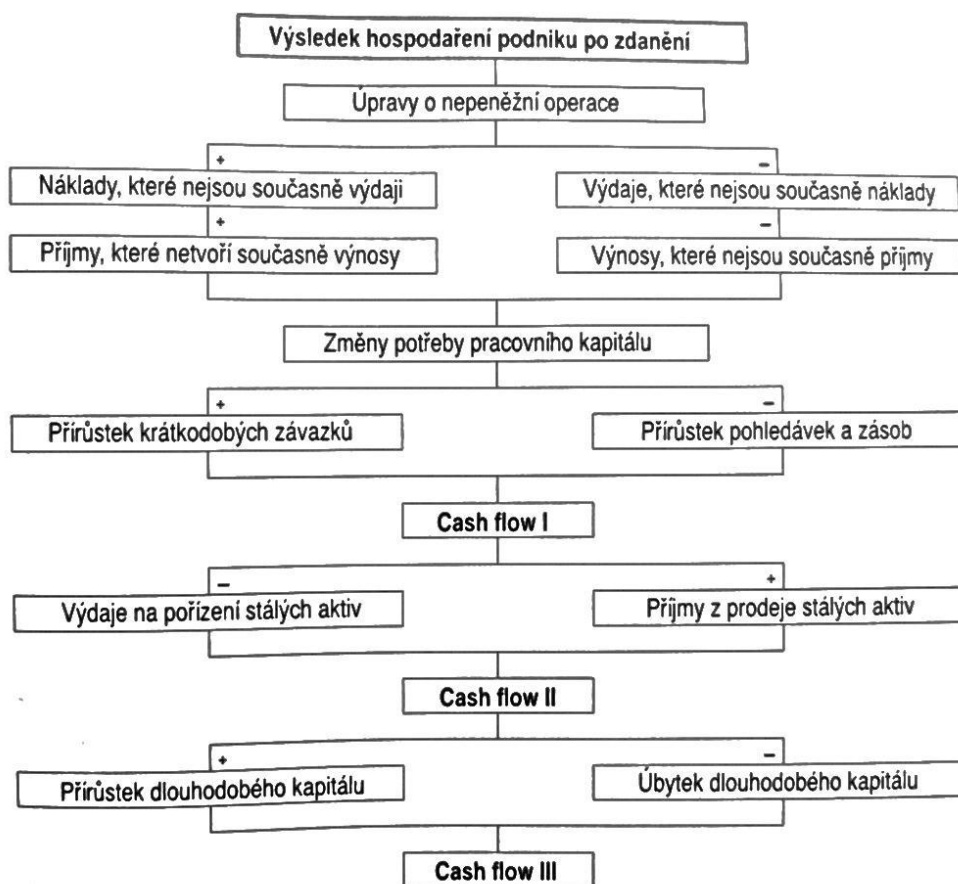 Výsledek hospodaření podniku po zdanění
Úpravy o nepeněžní operace
+
−
Náklady, které nejsou současně výdaji
Výdaje, které nejsou současně náklady
+
−
Příjmy, které netvoří současně výnosy
Výnosy, které nejsou současně příjmy
Změny potřeby pracovního kapitálu
+
−
Přírůstek krátkodobých závazků
Přírůstek pohledávek a zásob
Cash flow I
−
+
Výdaje na pořízení stálých aktiv
Příjmy z prodeje stálých aktiv
Cash flow II
+
−
Přírůstek dlouhodobého kapitálu
Úbytek dlouhodobého kapitálu
Cash flow III